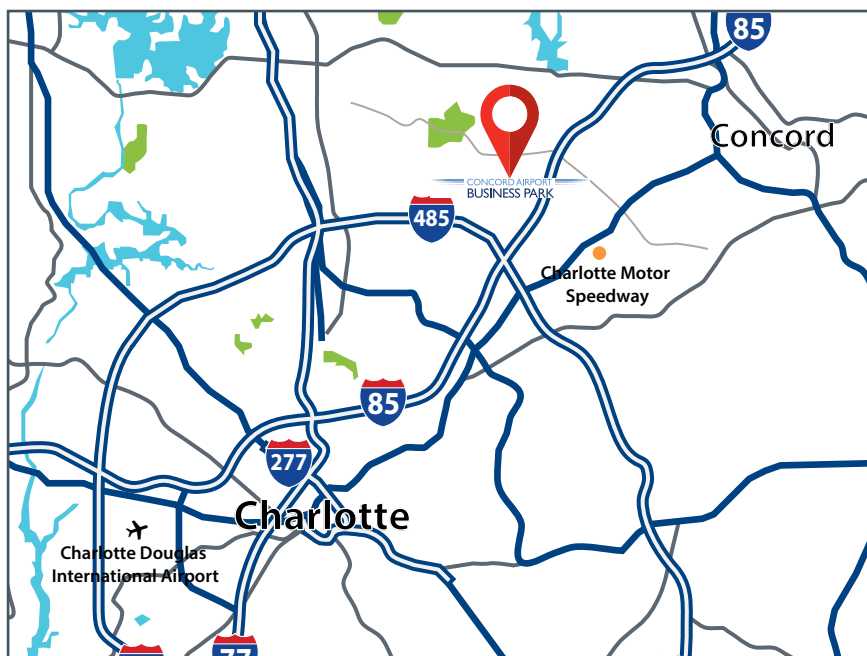 85
Concord
CONCORD AIRPORT
BUSINESS PARK
485
Charlotte Motor
Speedway
85
277
Charlotte
Charlotte Douglas
International Airport
77